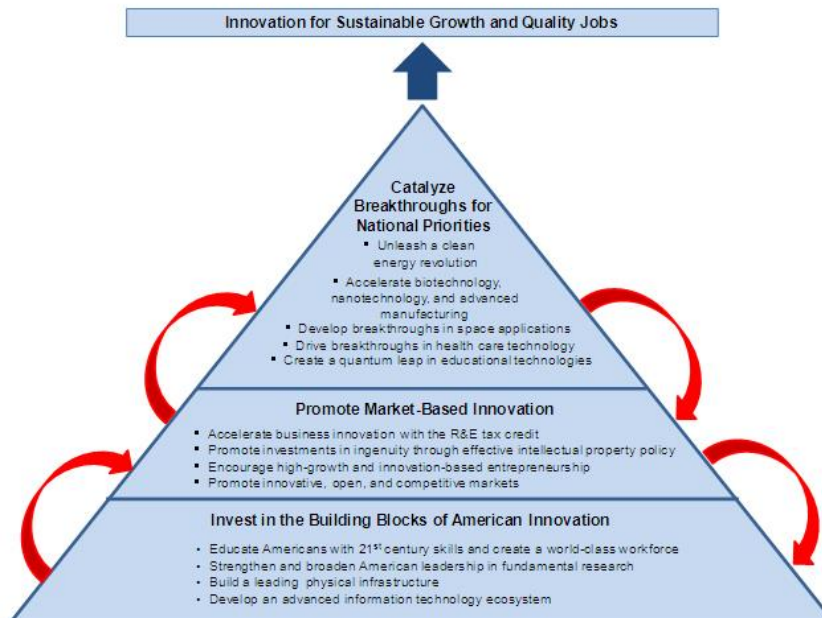 Innovation for Sustainable Growth and Quality Jobs
Catalyze
Breakthroughs for
National Priorities
▪ Unleash a clean
energy revolution
▪ Accelerate biotechnology,
nanotechnology, and advanced
manufacturing
▪ Develop breakthroughs in space applications
▪ Drive breakthroughs in health care technology
▪ Create a quantum leap in educational technologies
Promote Market-Based Innovation
▪ Accelerate business innovation with the R&E tax credit
▪ Promote investments in ingenuity through effective intellectual property policy
▪ Encourage high-growth and innovation-based entrepreneurship
▪ Promote innovative, open, and competitive markets
Invest in the Building Blocks of American Innovation
• Educate Americans with 21st century skills and create a world-class workforce
• Strengthen and broaden American leadership in fundamental research
• Build a leading physical infrastructure
• Develop an advanced information technology ecosystem